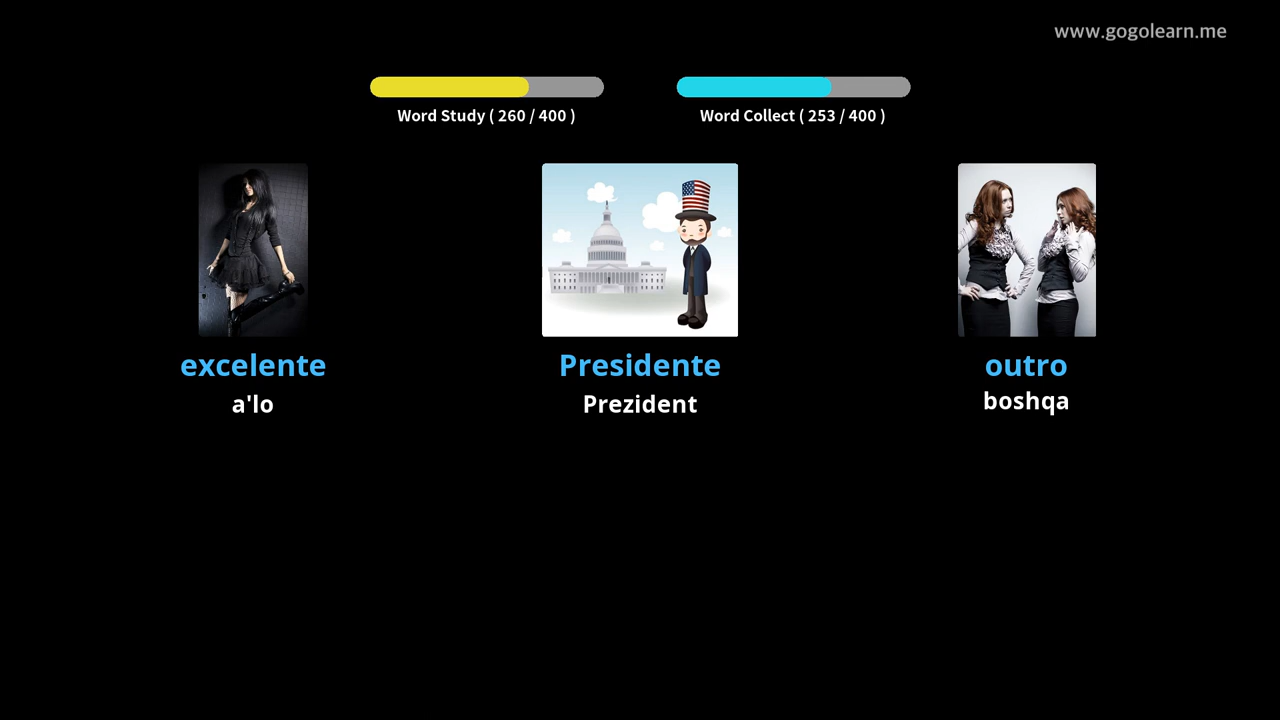 www.gogolearn.me
Word Study ( 260 / 400 )
Word Collect ( 253 / 400 )
excelente
a'lo
Presidente
Prezident
outro
boshqa